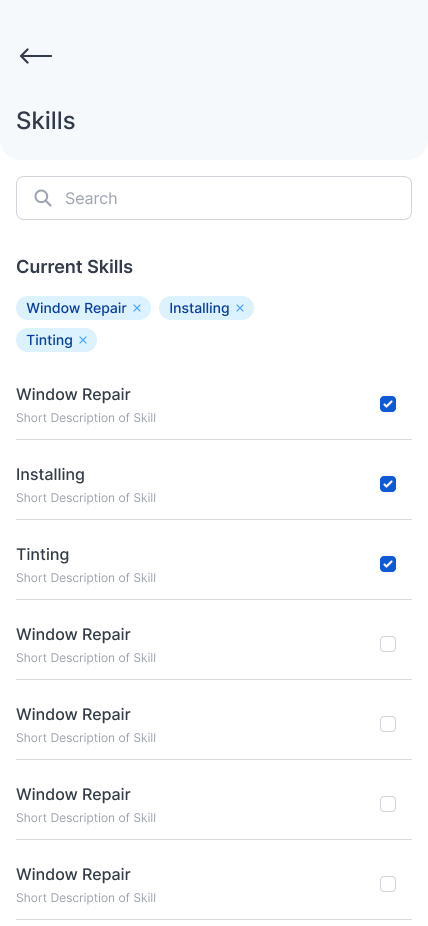 Skills
Search
Current Skills
Window Repair × Installing ×
Tinting ×
Window Repair
Short Description of Skill
Installing
Short Description of Skill
Tinting
Short Description of Skill
Window Repair
Short Description of Skill
Window Repair
Short Description of Skill
Window Repair
Short Description of Skill
Window Repair
Short Description of Skill